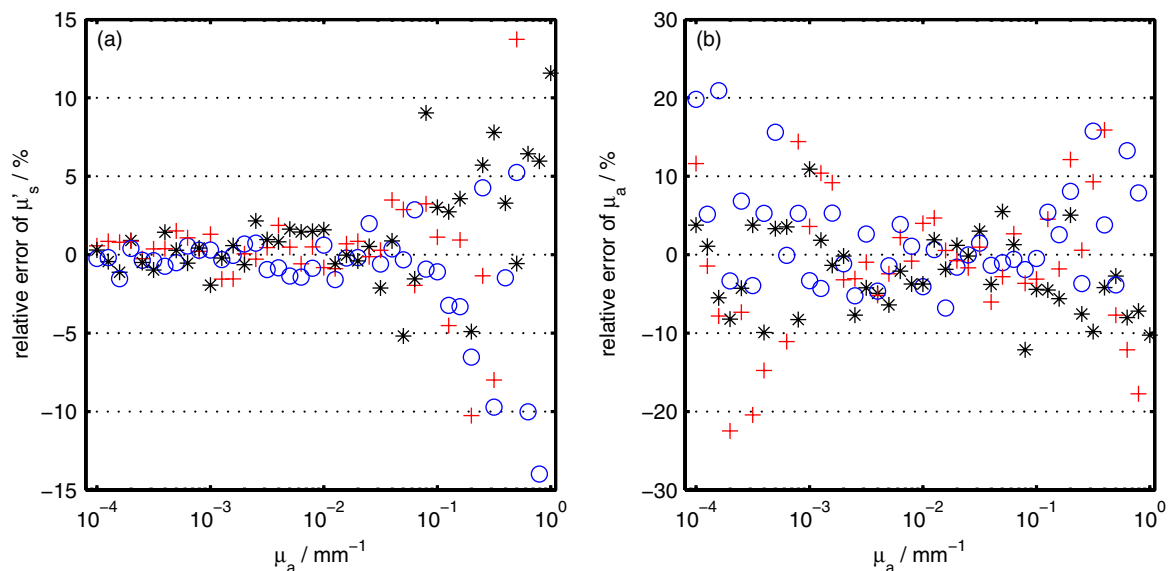 (a)
15
10
5
0
−5
−10
−15
relative error of μ'ₛ / %
10⁻⁴ 10⁻³ 10⁻² 10⁻¹ 10⁰
μₐ / mm⁻¹
(b)
30
20
10
0
−10
−20
−30
relative error of μₐ / %
10⁻⁴ 10⁻³ 10⁻² 10⁻¹ 10⁰
μₐ / mm⁻¹